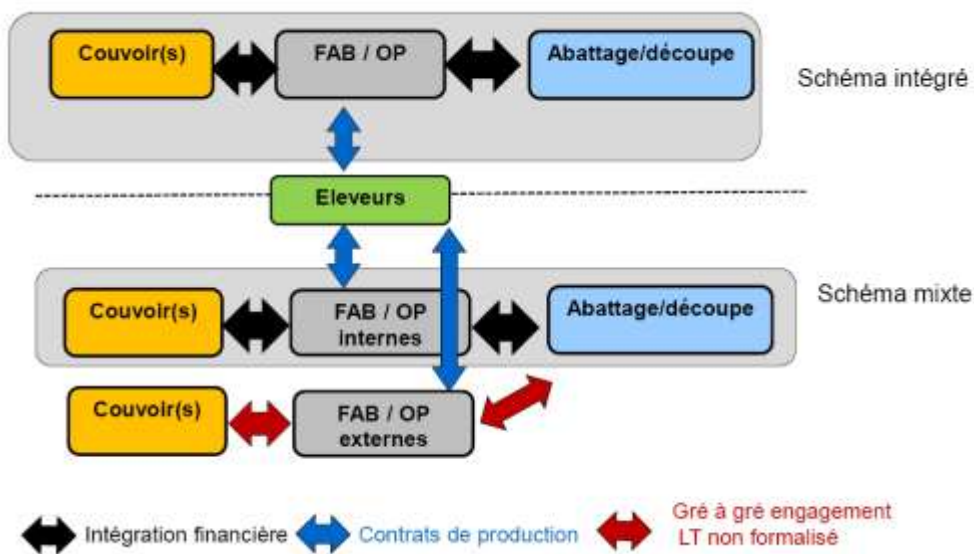 Couvoir(s)
FAB / OP
Abattage/découpe
Schéma intégré
Eleveurs
Schéma mixte
Couvoir(s)
FAB / OP
internes
Abattage/découpe
Couvoir(s)
FAB / OP
externes
Intégration financière
Contrats de production
Gré à gré engagement
LT non formalisé